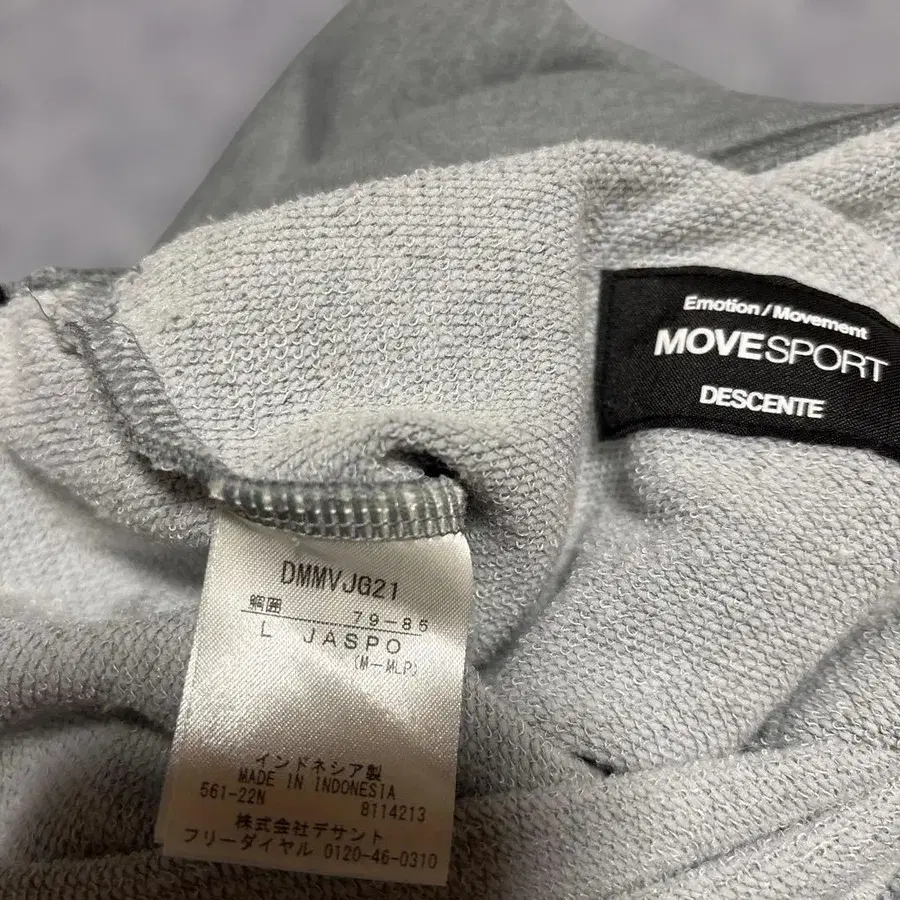 Emotion/Movement
MOVESPORT
DESCENTE
DMMVJG21
胴囲 79-85
L JASPO
(M-MLP)
インドネシア製
MADE IN INDONESIA
561-22N 8114213
株式会社デサント
フリーダイヤル 0120-46-0310